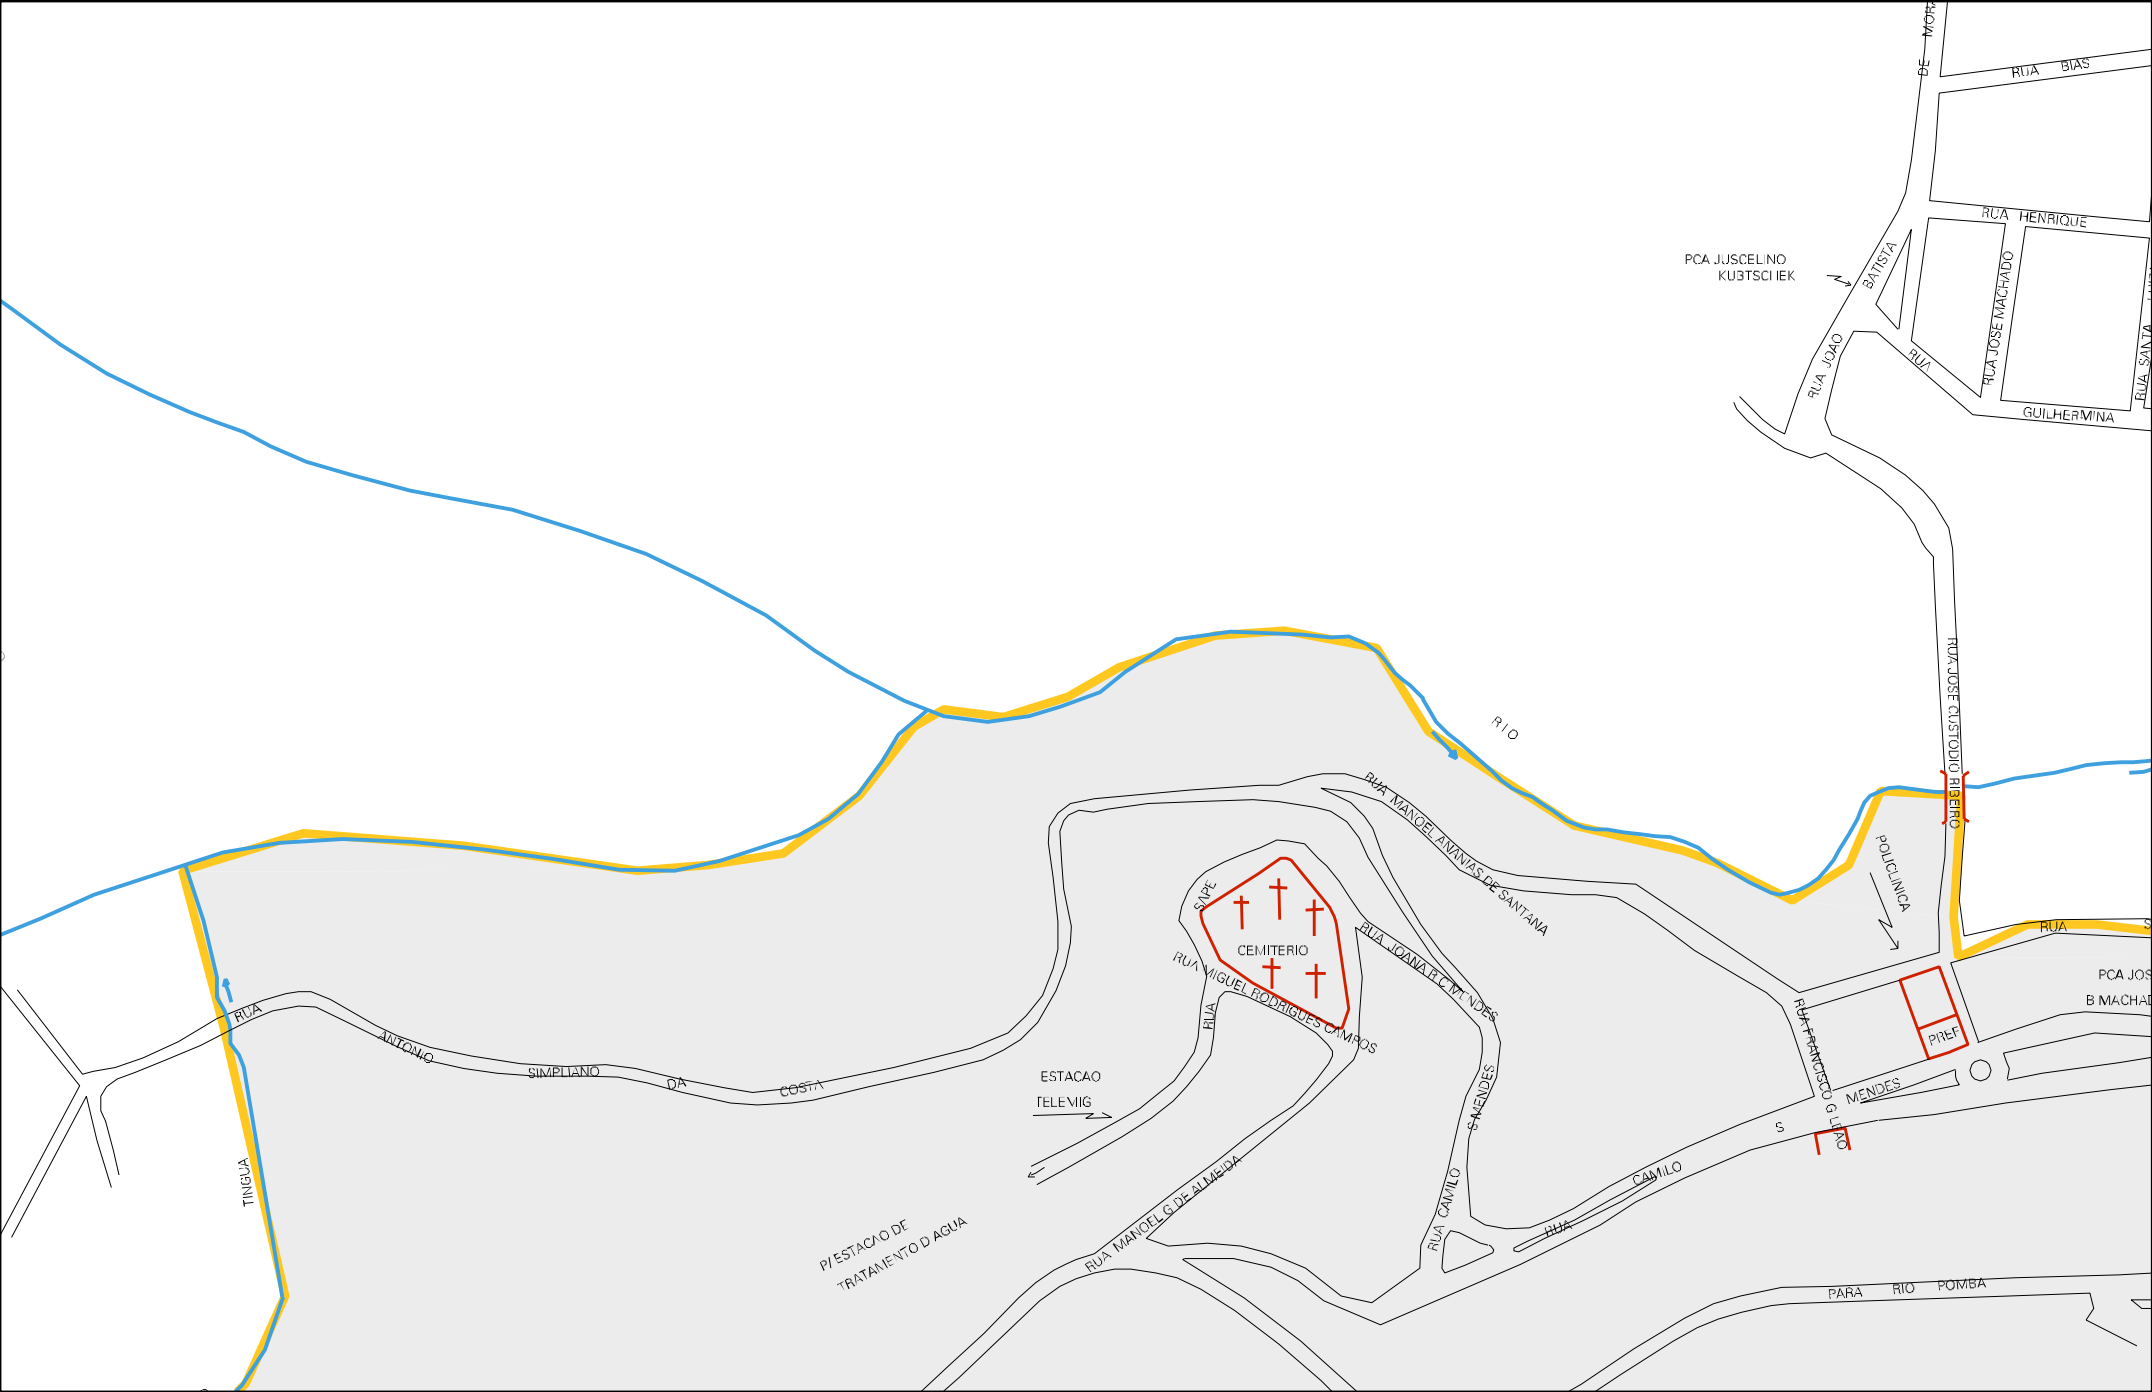 DE MORA
RUA BIAS
RUA HENRIQUE
PCA JUSCELINO
KUBTSCHEK
BATISTA
RUA JOSE MACHADO
RUA JOAO
RUA
GUILHERMINA
RUA SANTA
RUA JOSE CUSTODIO RIBEIRO
RIO
RUA MANOEL ANANIAS DE SANTANA
POLICLINICA
SAPE
CEMITERIO
RUA JOANA B C MENDES
RUA MIGUEL RODRIGUES CAMPOS
RUA
RUA S
PCA JOS
B MACHAD
PREF
RUA FRANCISCO G LEAO
MENDES
S
CAMILO
RUA
RUA
ANTONIO
SIMPLIANO
DA
COSTA
ESTACAO
TELEMIG
S MENDES
RUA CAMILO
TINGUA
RUA MANOEL G DE ALMEIDA
P/ ESTACAO DE
TRATAMENTO D AGUA
PARA RIO POMBA